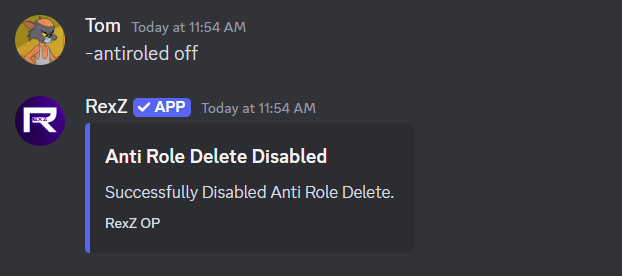 Tom Today at 11:54 AM
-antiroled off
RexZ ✓ APP Today at 11:54 AM
Anti Role Delete Disabled
Successfully Disabled Anti Role Delete.
RexZ OP